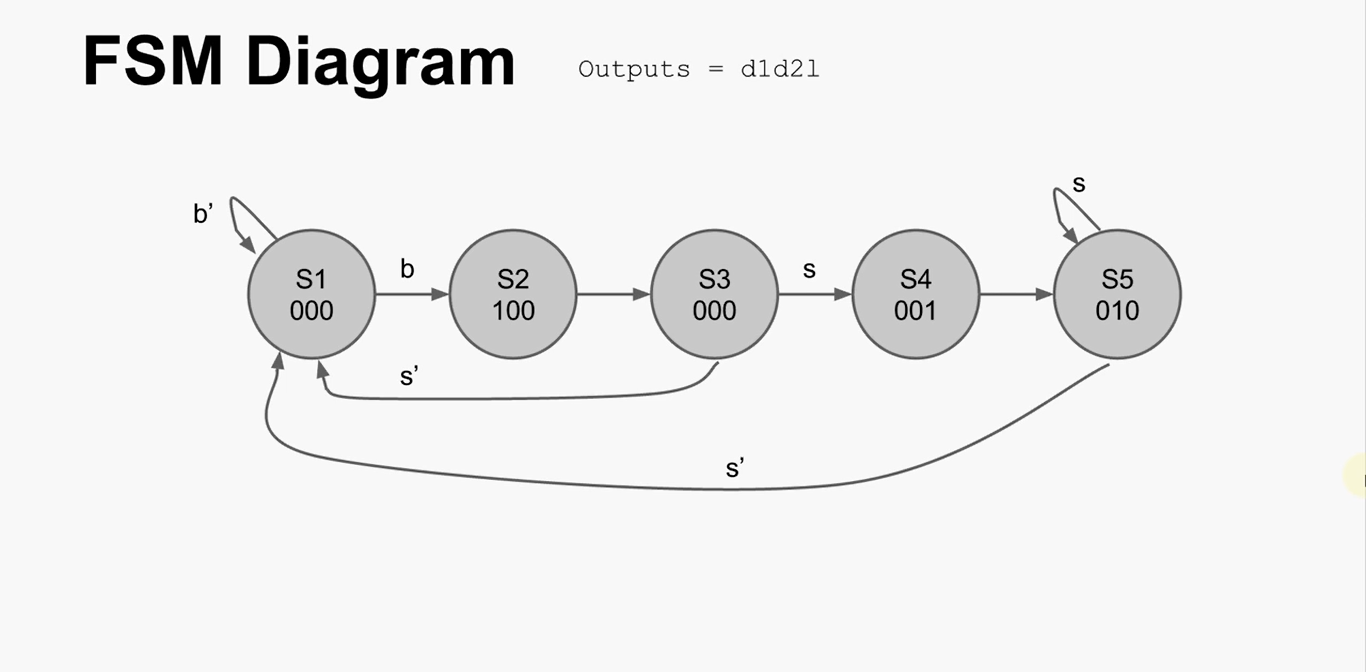 FSM Diagram
Outputs = d1d2l
b’
s
S1
000
b
S2
100
S3
000
s
S4
001
S5
010
s’
s’